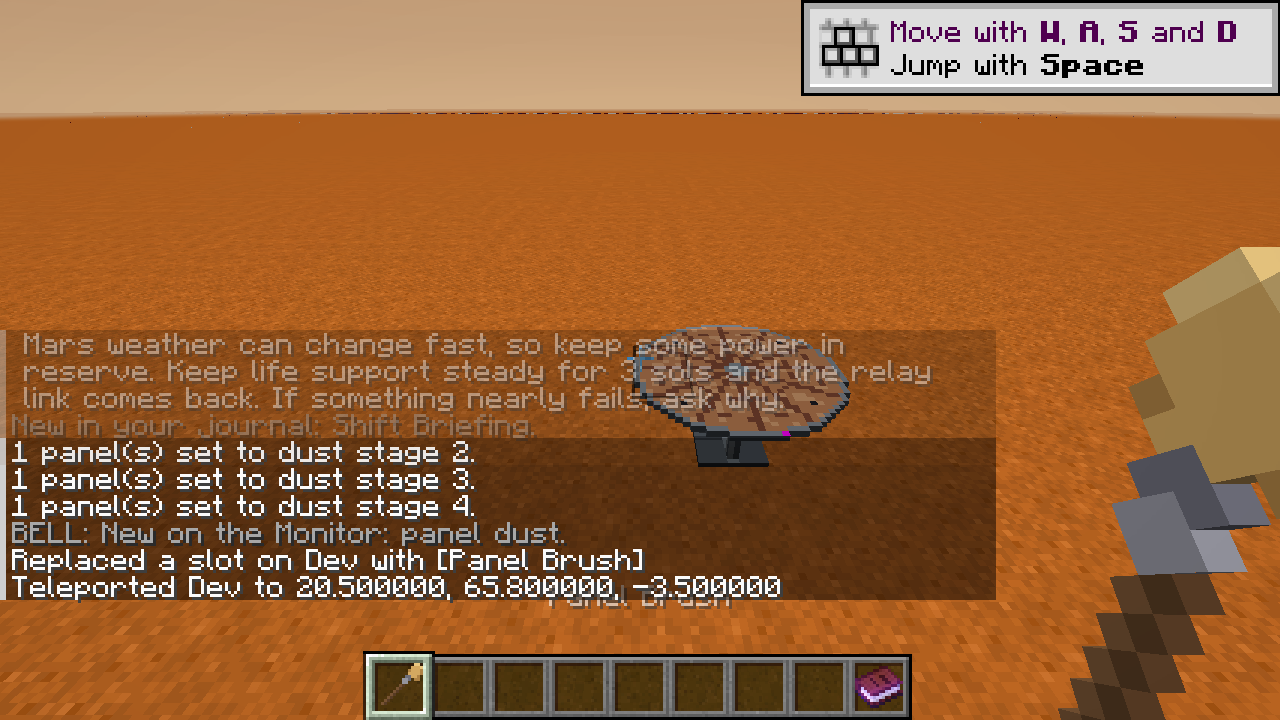 Move with W, A, S and D
Jump with Space
Mars weather can change fast, so keep some power in
reserve. Keep life support steady for 3 sols and the relay
link comes back. If something nearly fails, ask why.
New in your Journal: Shift Briefing.
1 panel(s) set to dust stage 2.
1 panel(s) set to dust stage 3.
1 panel(s) set to dust stage 4.
BELL: New on the Monitor: panel dust.
Replaced a slot on Dev with [Panel Brush]
Teleported Dev to 20.500000, 65.800000, -3.500000
Panel Brush